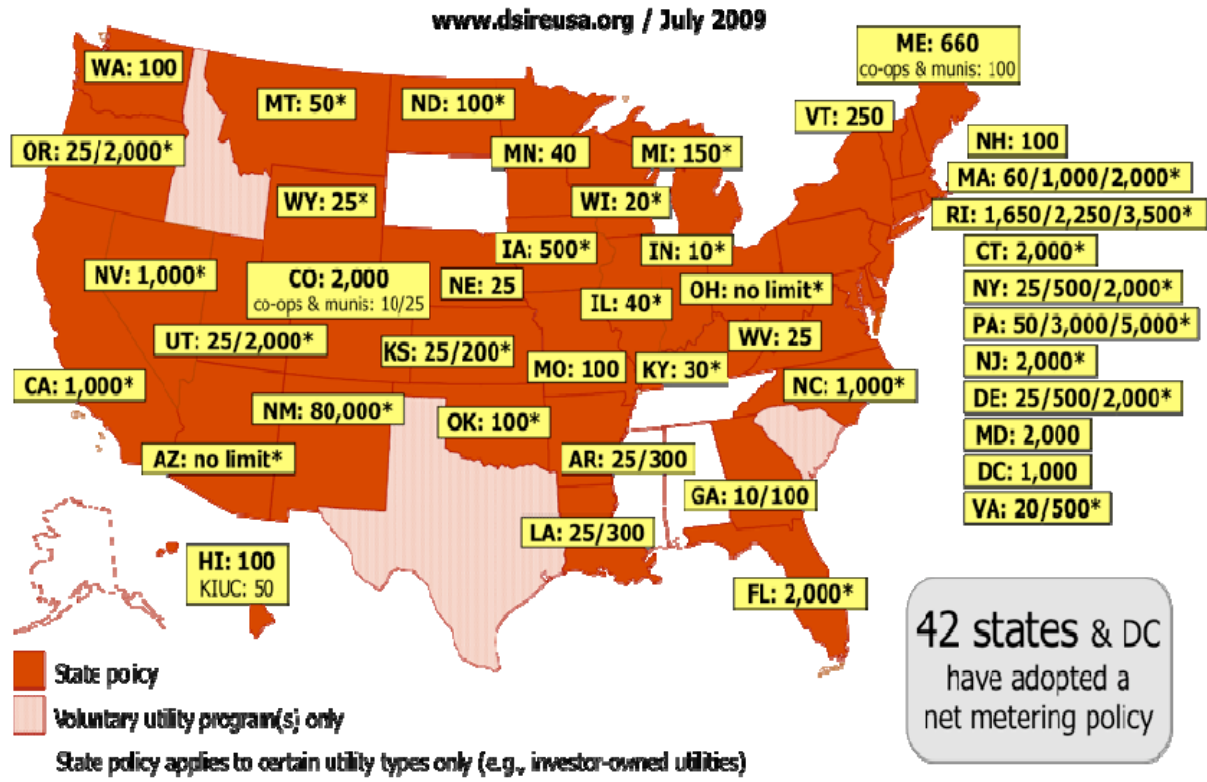 www.dsireusa.org / July 2009
ME: 660
co-ops & munis: 100
WA: 100
MT: 50*
ND: 100*
VT: 250
NH: 100
OR: 25/2,000*
MN: 40
MI: 150*
MA: 60/1,000/2,000*
WY: 25*
WI: 20*
RI: 1,650/2,250/3,500*
IA: 500*
IN: 10*
CT: 2,000*
NV: 1,000*
CO: 2,000
co-ops & munis: 10/25
NE: 25
OH: no limit*
NY: 25/500/2,000*
IL: 40*
PA: 50/3,000/5,000*
UT: 25/2,000*
KS: 25/200*
WV: 25
MO: 100
KY: 30*
NJ: 2,000*
CA: 1,000*
NC: 1,000*
DE: 25/500/2,000*
NM: 80,000*
OK: 100*
MD: 2,000
AZ: no limit*
AR: 25/300
DC: 1,000
GA: 10/100
VA: 20/500*
LA: 25/300
HI: 100
KIUC: 50
FL: 2,000*
42 states & DC
have adopted a
net metering policy
State policy
Voluntary utility program(s) only
State policy applies to certain utility types only (e.g., investor-owned utilities)